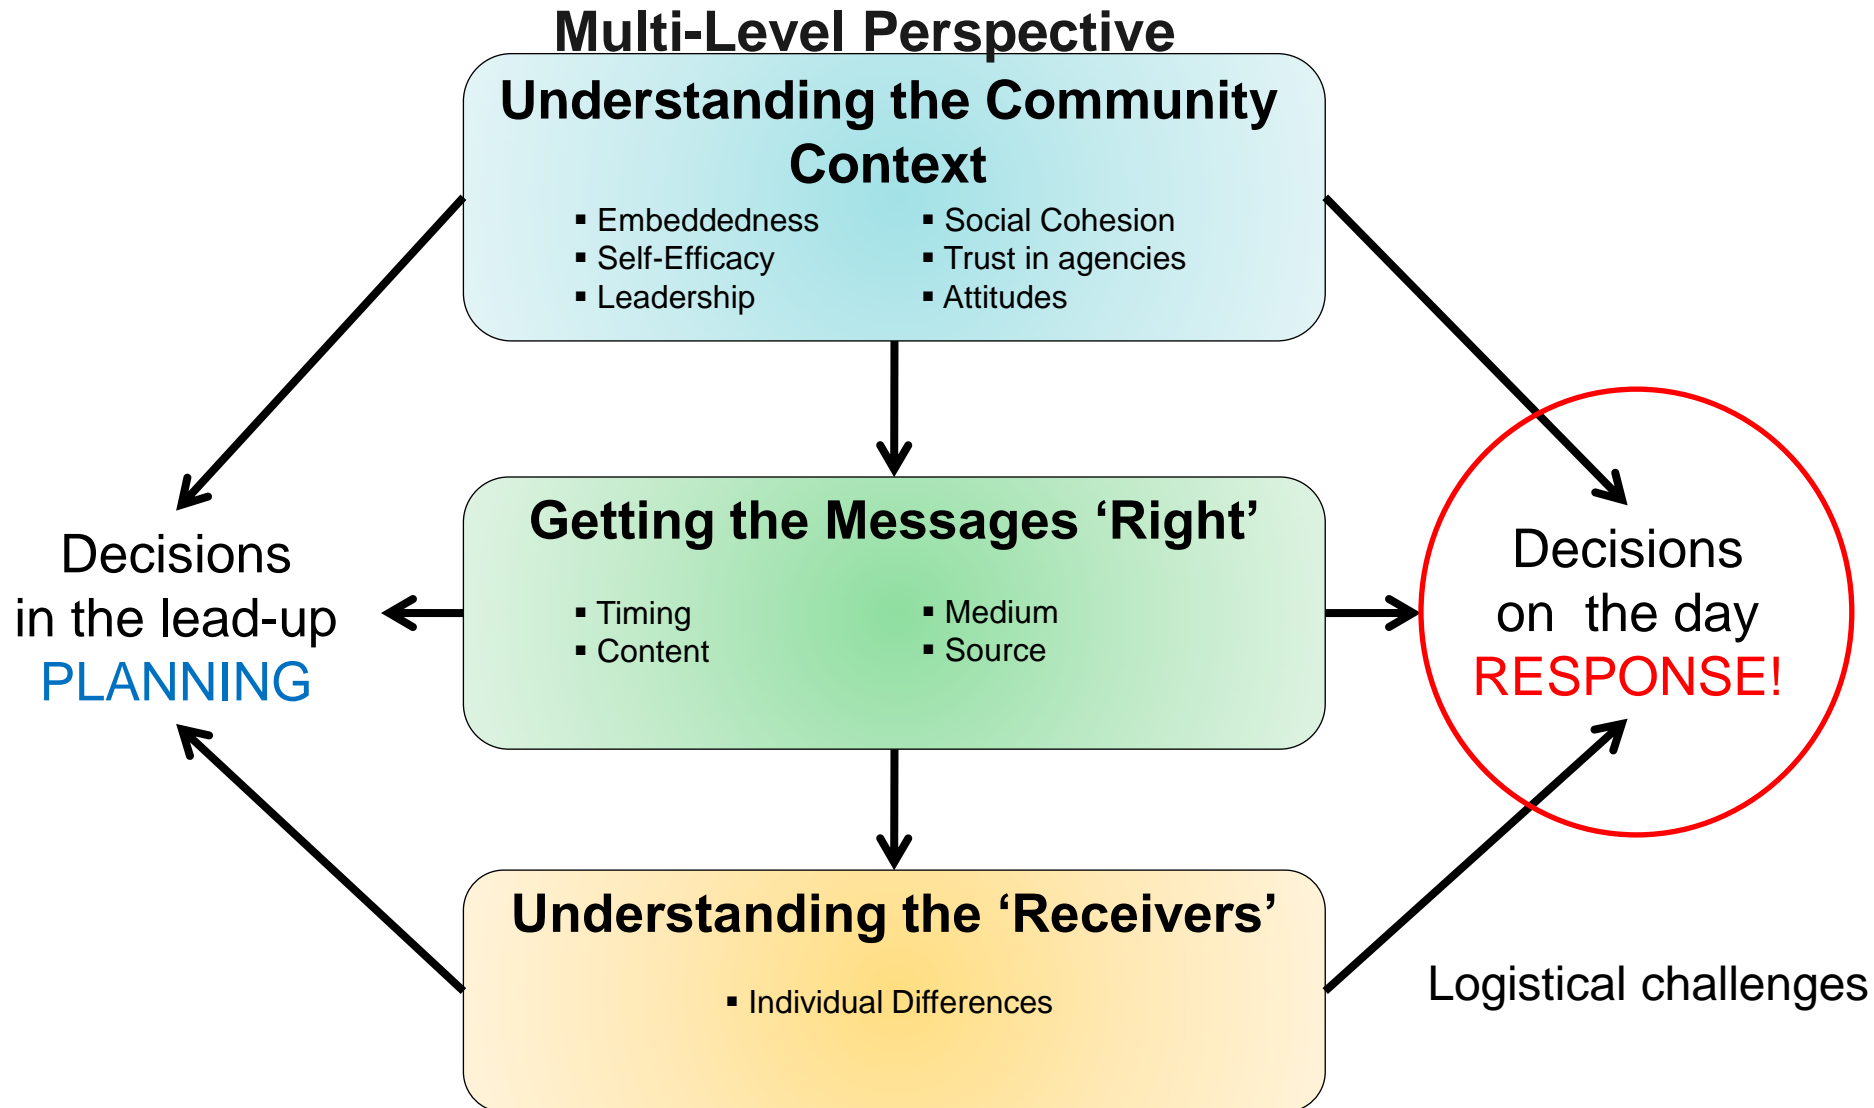 Multi-Level Perspective
Understanding the Community
Context
▪ Embeddedness
▪ Self-Efficacy
▪ Leadership
▪ Social Cohesion
▪ Trust in agencies
▪ Attitudes
Getting the Messages ‘Right’
▪ Timing
▪ Content
▪ Medium
▪ Source
Decisions
in the lead-up
PLANNING
Decisions
on the day
RESPONSE!
Understanding the ‘Receivers’
▪ Individual Differences
Logistical challenges